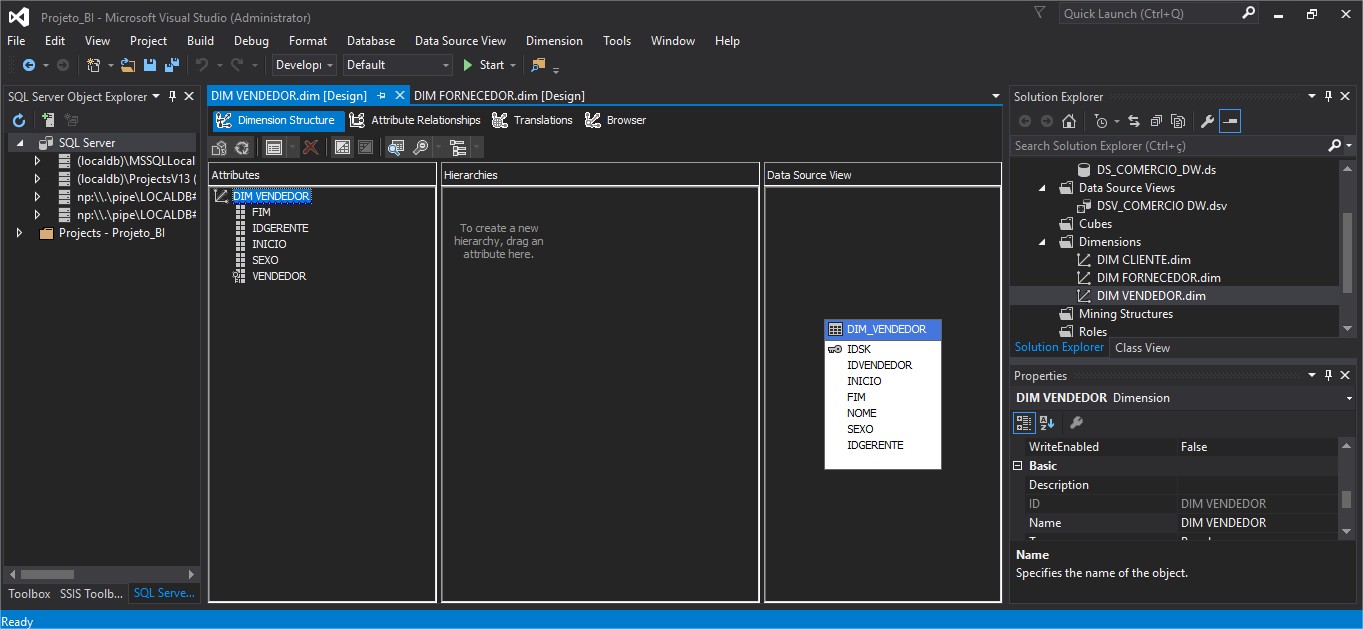 Projeto_BI - Microsoft Visual Studio (Administrator)
Quick Launch (Ctrl+Q)
File Edit View Project Build Debug Format Database Data Source View Dimension Tools Window Help
Developi Default Start
SQL Server Object Explorer
SQL Server
(localdb)\MSSQLLocal
(localdb)\ProjectsV13 (
np:\\.\pipe\LOCALDB#
np:\\.\pipe\LOCALDB#
Projects - Projeto_BI
Toolbox SSIS Toolb... SQL Serve...
DIM VENDEDOR.dim [Design] DIM FORNECEDOR.dim [Design]
Dimension Structure Attribute Relationships Translations Browser
Attributes
DIM VENDEDOR
FIM
IDGERENTE
INICIO
SEXO
VENDEDOR
Hierarchies
To create a new
hierarchy, drag an
attribute here.
Data Source View
DIM_VENDEDOR
IDSK
IDVENDEDOR
INICIO
FIM
NOME
SEXO
IDGERENTE
Solution Explorer
Search Solution Explorer (Ctrl+ç)
DS_COMERCIO_DW.ds
Data Source Views
DSV_COMERCIO DW.dsv
Cubes
Dimensions
DIM CLIENTE.dim
DIM FORNECEDOR.dim
DIM VENDEDOR.dim
Mining Structures
Roles
Solution Explorer Class View
Properties
DIM VENDEDOR Dimension
WriteEnabled False
Basic
Description
ID DIM VENDEDOR
Name DIM VENDEDOR
Name
Specifies the name of the object.
Ready